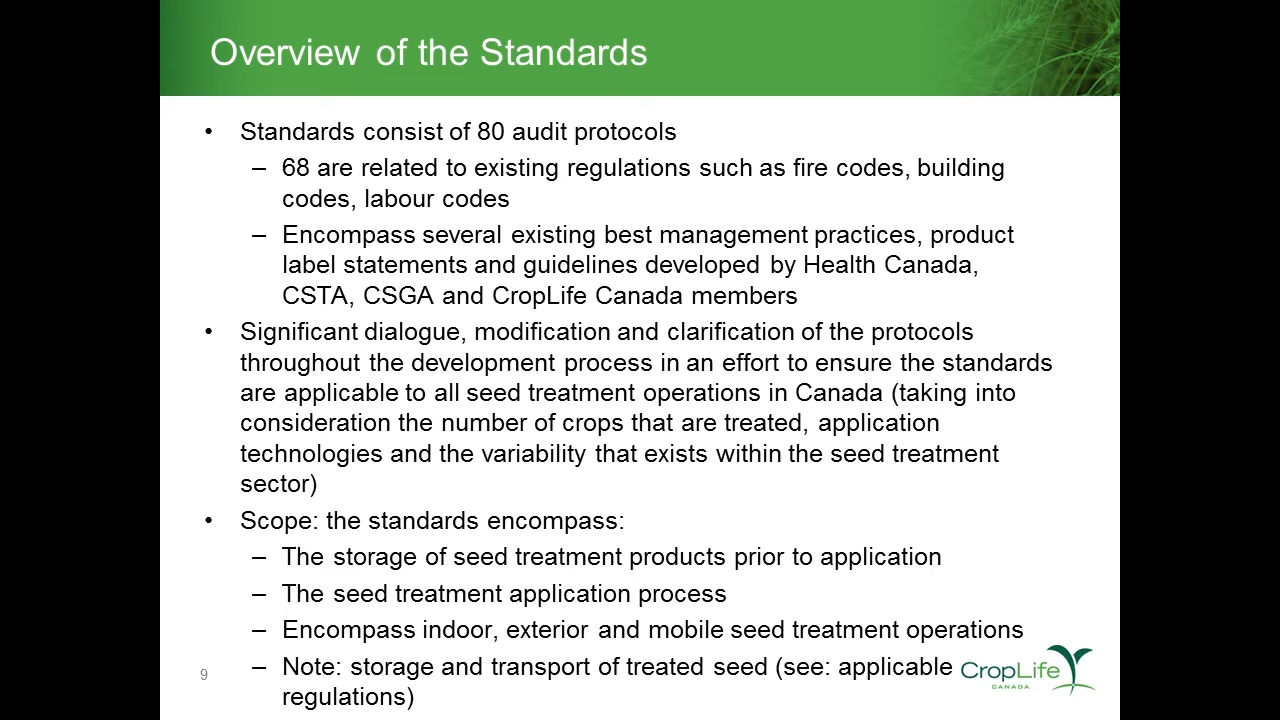 Overview of the Standards
• Standards consist of 80 audit protocols
– 68 are related to existing regulations such as fire codes, building
codes, labour codes
– Encompass several existing best management practices, product
label statements and guidelines developed by Health Canada,
CSTA, CSGA and CropLife Canada members
• Significant dialogue, modification and clarification of the protocols
throughout the development process in an effort to ensure the standards
are applicable to all seed treatment operations in Canada (taking into
consideration the number of crops that are treated, application
technologies and the variability that exists within the seed treatment
sector)
• Scope: the standards encompass:
– The storage of seed treatment products prior to application
– The seed treatment application process
– Encompass indoor, exterior and mobile seed treatment operations
– Note: storage and transport of treated seed (see: applicable
regulations)
9
CropLife
CANADA